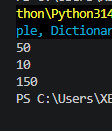 thon\Python314
ple, Dictionar
50
10
150
PS C:\Users\XE